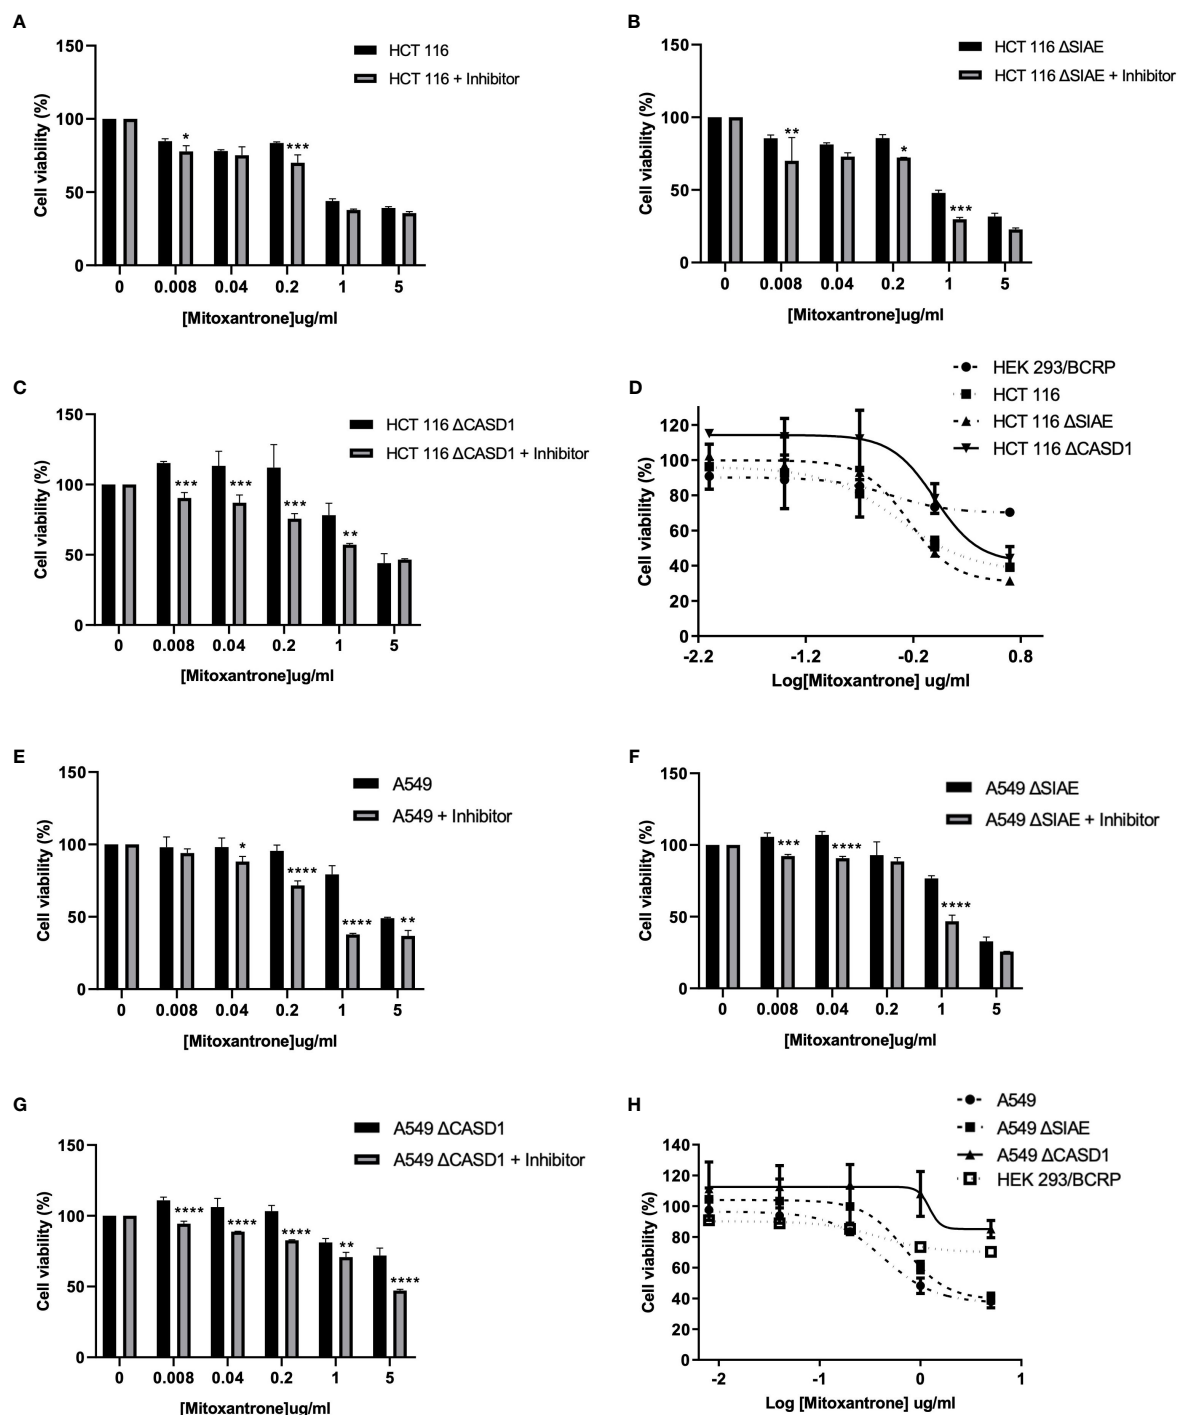 A
HCT 116
HCT 116 + Inhibitor
Cell viability (%)
150
100
50
0
* ***
0 0.008 0.04 0.2 1 5
[Mitoxantrone]ug/ml
B
HCT 116 ΔSIAE
HCT 116 ΔSIAE + Inhibitor
Cell viability (%)
150
100
50
0
** * ***
0 0.008 0.04 0.2 1 5
[Mitoxantrone]ug/ml
C
HCT 116 ΔCASD1
HCT 116 ΔCASD1 + Inhibitor
Cell viability (%)
150
100
50
0
*** *** *** **
0 0.008 0.04 0.2 1 5
[Mitoxantrone]ug/ml
D
HEK 293/BCRP
HCT 116
HCT 116 ΔSIAE
HCT 116 ΔCASD1
Cell viability (%)
120
100
80
60
40
20
0
-2.2 -1.2 -0.2 0.8
Log[Mitoxantrone] ug/ml
E
A549
A549 + Inhibitor
Cell viability (%)
150
100
50
0
* **** **** **
0 0.008 0.04 0.2 1 5
[Mitoxantrone]ug/ml
F
A549 ΔSIAE
A549 ΔSIAE + Inhibitor
Cell viability (%)
150
100
50
0
*** **** ****
0 0.008 0.04 0.2 1 5
[Mitoxantrone]ug/ml
G
A549 ΔCASD1
A549 ΔCASD1 + Inhibitor
Cell viability (%)
150
100
50
0
**** **** **** ** ****
0 0.008 0.04 0.2 1 5
[Mitoxantrone]ug/ml
H
A549
A549 ΔSIAE
A549 ΔCASD1
HEK 293/BCRP
Cell viability (%)
140
120
100
80
60
40
20
0
-2 -1 0 1
Log [Mitoxantrone] ug/ml